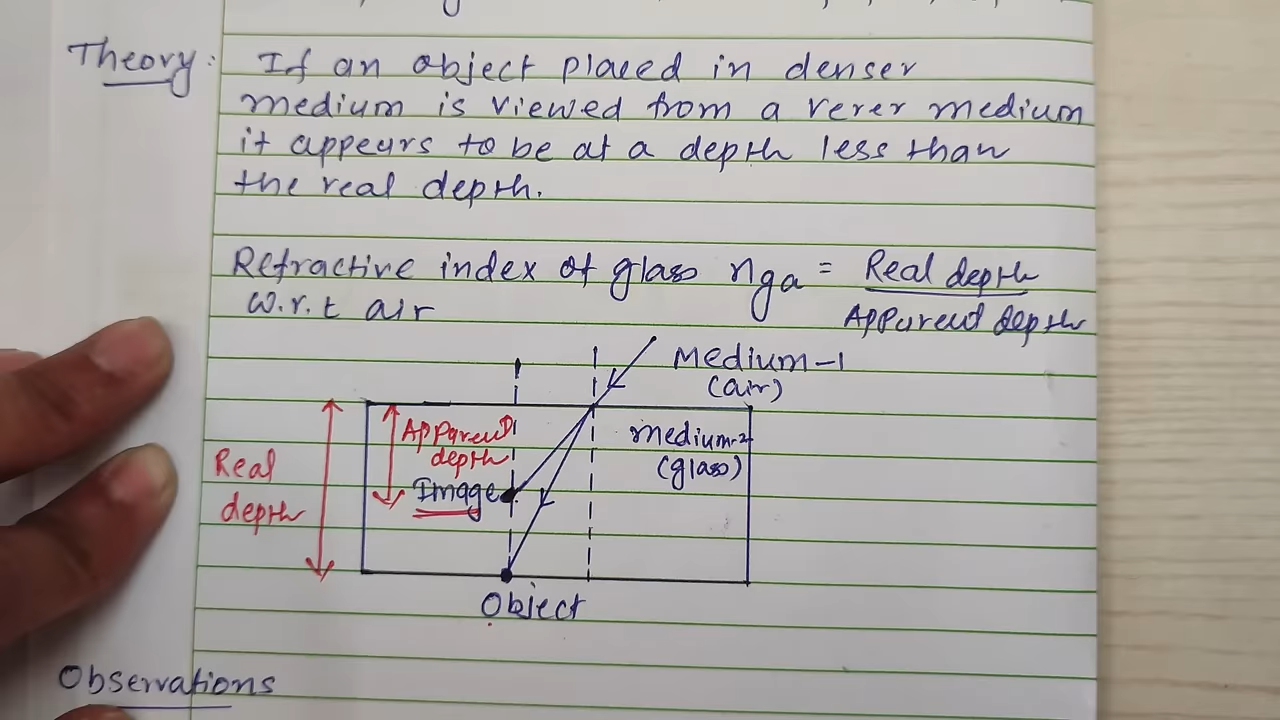 Theory: If an object placed in denser
medium is viewed from a rerer medium
it appears to be at a depth less than
the real depth.
Refractive index of glass nga = Real depth
w.r.t air Apparent depth
Medium-1
(air)
Apparent
depth
medium-2
(glass)
Real
depth
Image
Object
Observations